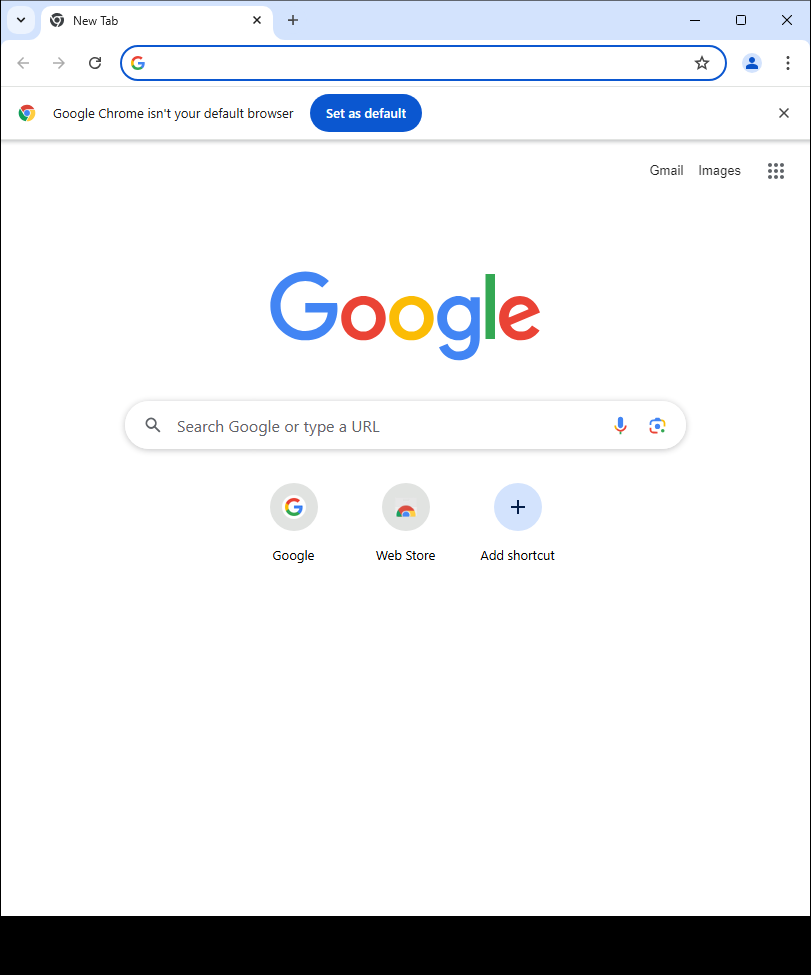 New Tab
Google Chrome isn't your default browser
Set as default
Gmail
Images
Google
Search Google or type a URL
Google
Web Store
Add shortcut